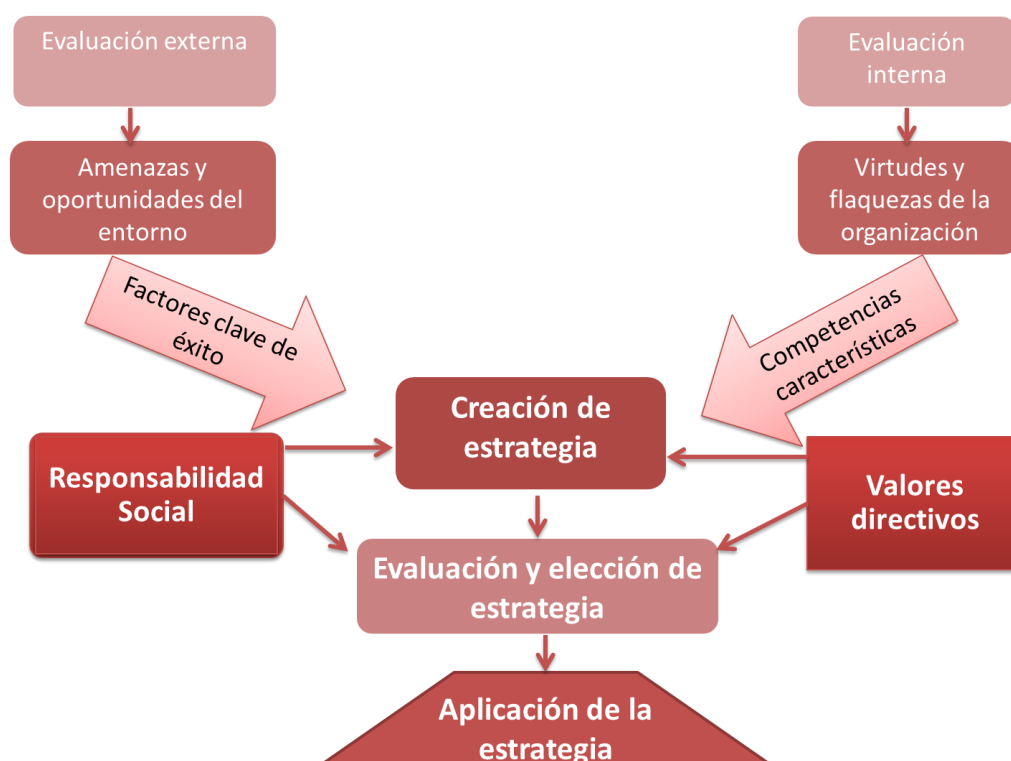 Evaluación externa
Evaluación
interna
Amenazas y
oportunidades del
entorno
Virtudes y
flaquezas de la
organización
Factores clave de
éxito
Competencias
características
Creación de
estrategia
Responsabilidad
Social
Valores
directivos
Evaluación y elección de
estrategia
Aplicación de la
estrategia